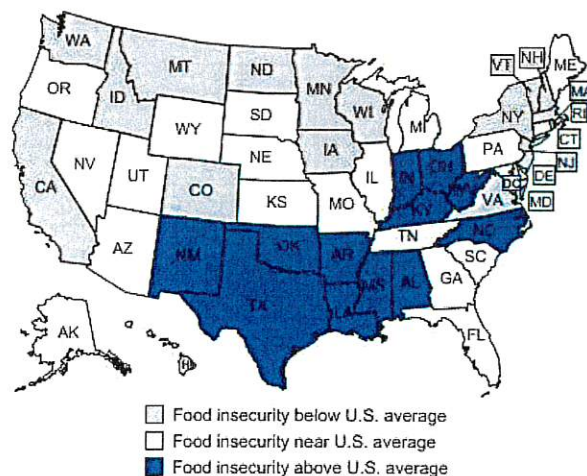 WA
MT
ND
MN
VT
NH
ME
OR
ID
SD
WI
NY
MA
RI
WY
MI
CT
NV
NE
IA
PA
NJ
UT
IL
IN
OH
DE
CA
CO
KS
MO
KY
WV
DC
VA
MD
AZ
NM
OK
AR
TN
NC
SC
TX
LA
MS
AL
GA
AK
FL
Food insecurity below U.S. average
Food insecurity near U.S. average
Food insecurity above U.S. average